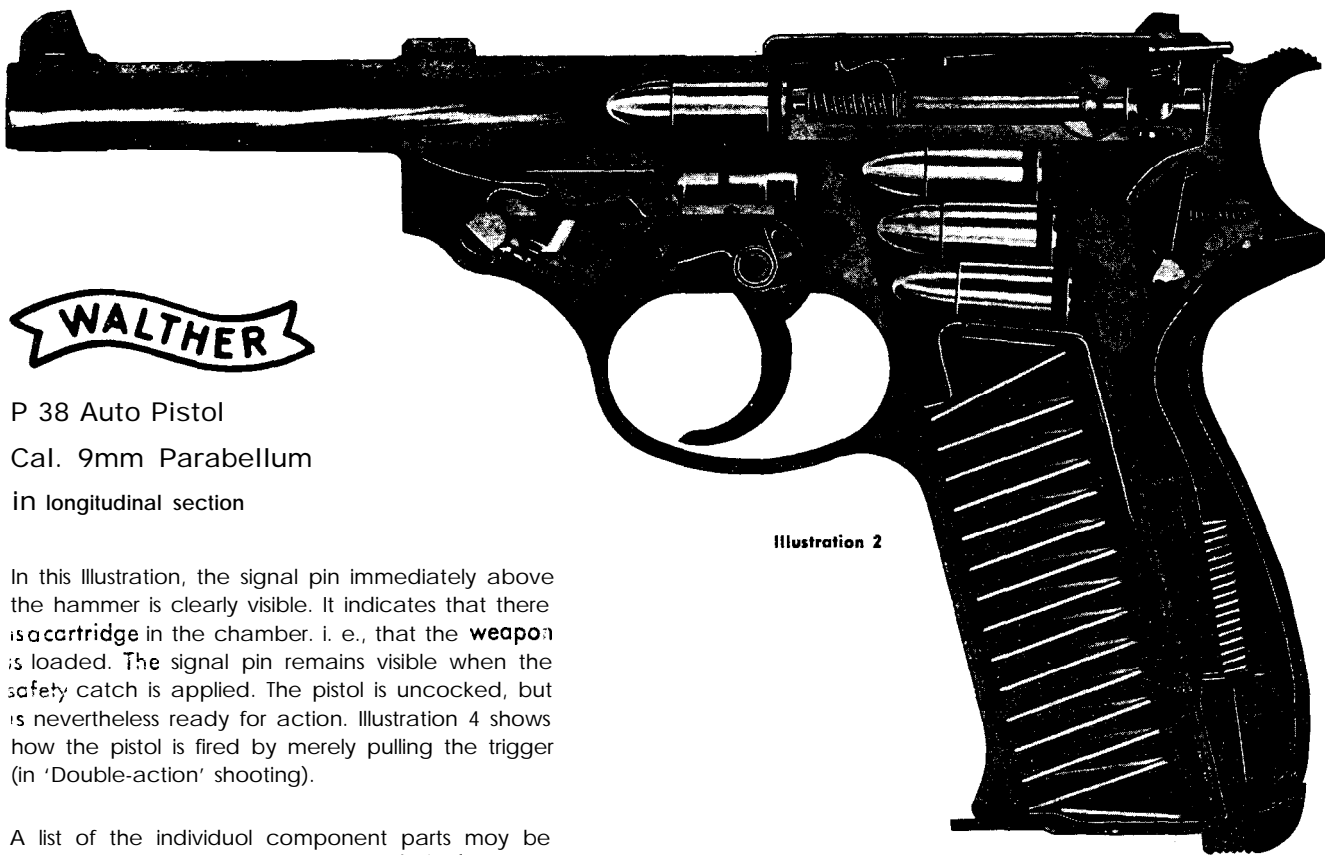 WALTHER
P 38 Auto Pistol
Cal. 9mm Parabellum
in longitudinal section
Illustration 2
In this Illustration, the signal pin immediately above
the hammer is clearly visible. It indicates that there
is a cartridge in the chamber. i. e., that the weapon
is loaded. The signal pin remains visible when the
safety catch is applied. The pistol is uncocked, but
is nevertheless ready for action. Illustration 4 shows
how the pistol is fired by merely pulling the trigger
(in ‘Double-action’ shooting).
A list of the individuol component parts moy be